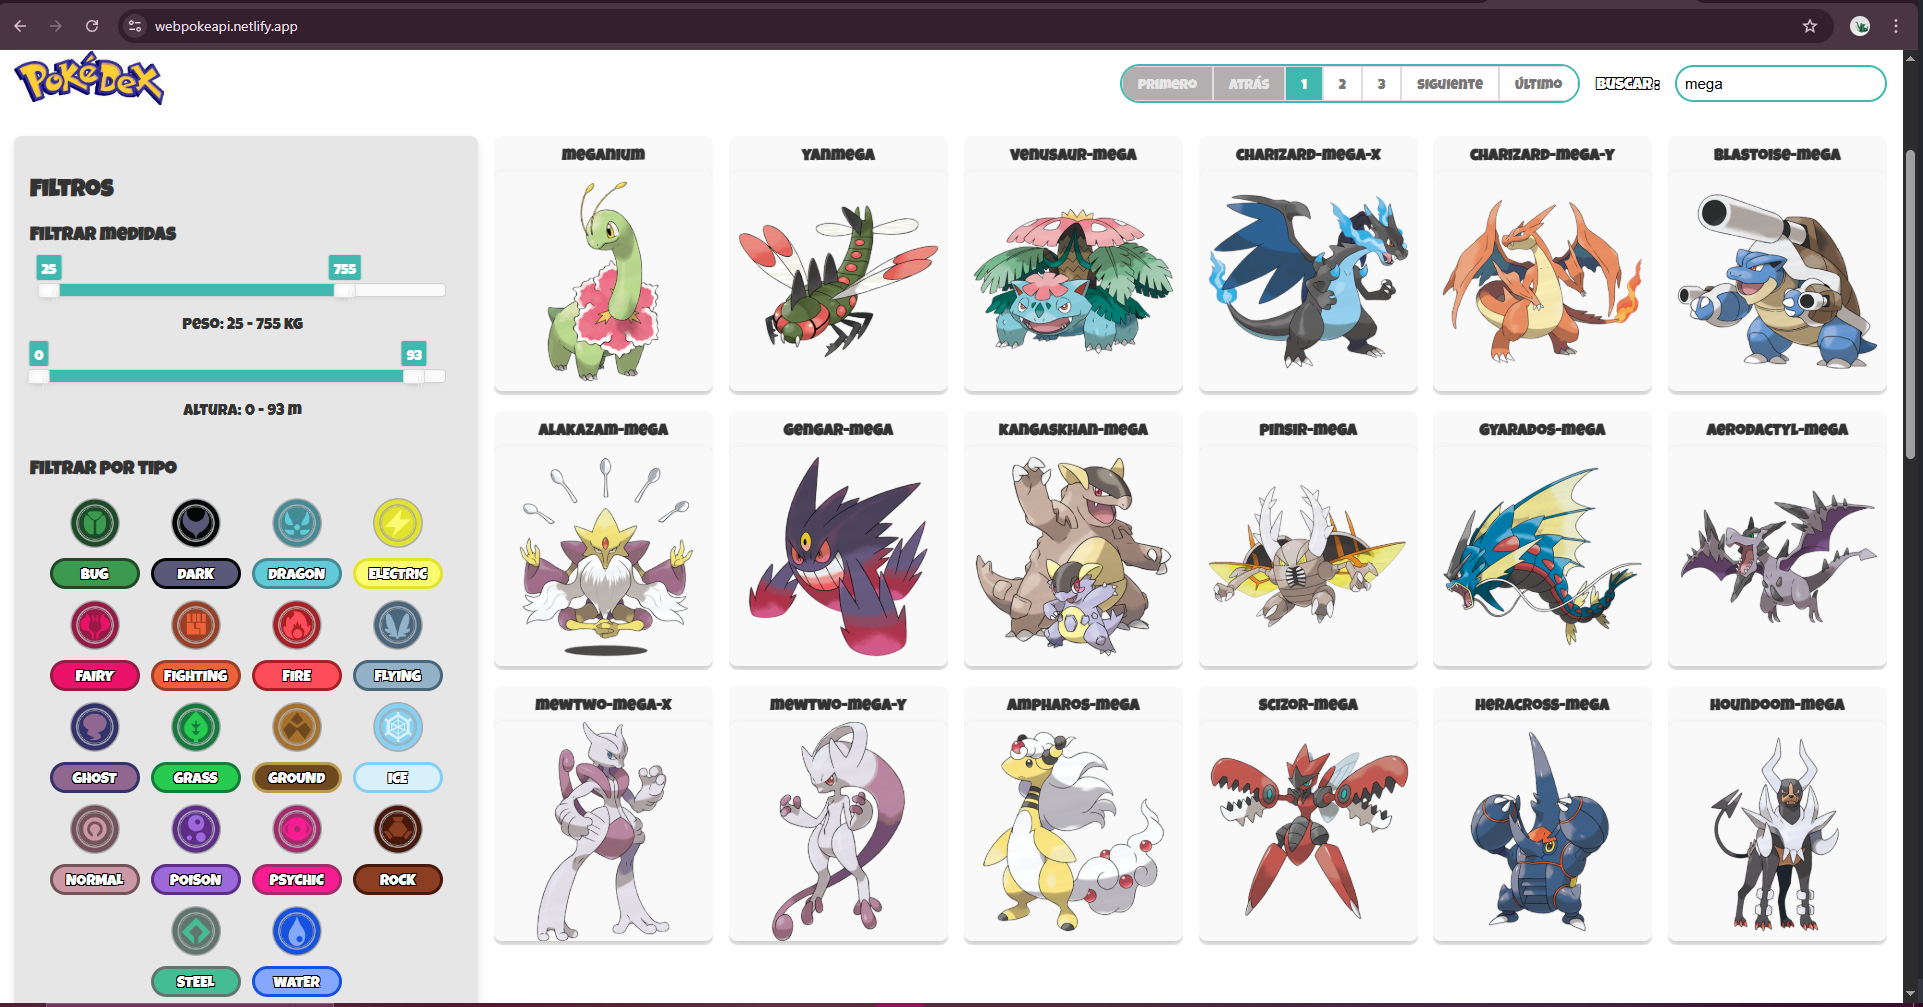 webpokeapi.netlify.app
POKéDEX
PRIMERO ATRÁS 1 2 3 SIGUIENTE ÚLTIMO BUSCAR: mega
FILTROS
FILTRAR MEDIDAS
25 755
PESO: 25 - 755 KG
0 93
ALTURA: 0 - 93 M
FILTRAR POR TIPO
BUG DARK DRAGON ELECTRIC
FAIRY FIGHTING FIRE FLYING
GHOST GRASS GROUND ICE
NORMAL POISON PSYCHIC ROCK
STEEL WATER
MEGANIUM YANMEGA VENUSAUR-MEGA CHARIZARD-MEGA-X CHARIZARD-MEGA-Y BLASTOISE-MEGA
ALAKAZAM-MEGA GENGAR-MEGA KANGASKHAN-MEGA PINSIR-MEGA GYARADOS-MEGA AERODACTYL-MEGA
MEWTWO-MEGA-X MEWTWO-MEGA-Y AMPHAROS-MEGA SCIZOR-MEGA HERACROSS-MEGA HOUNDOOM-MEGA